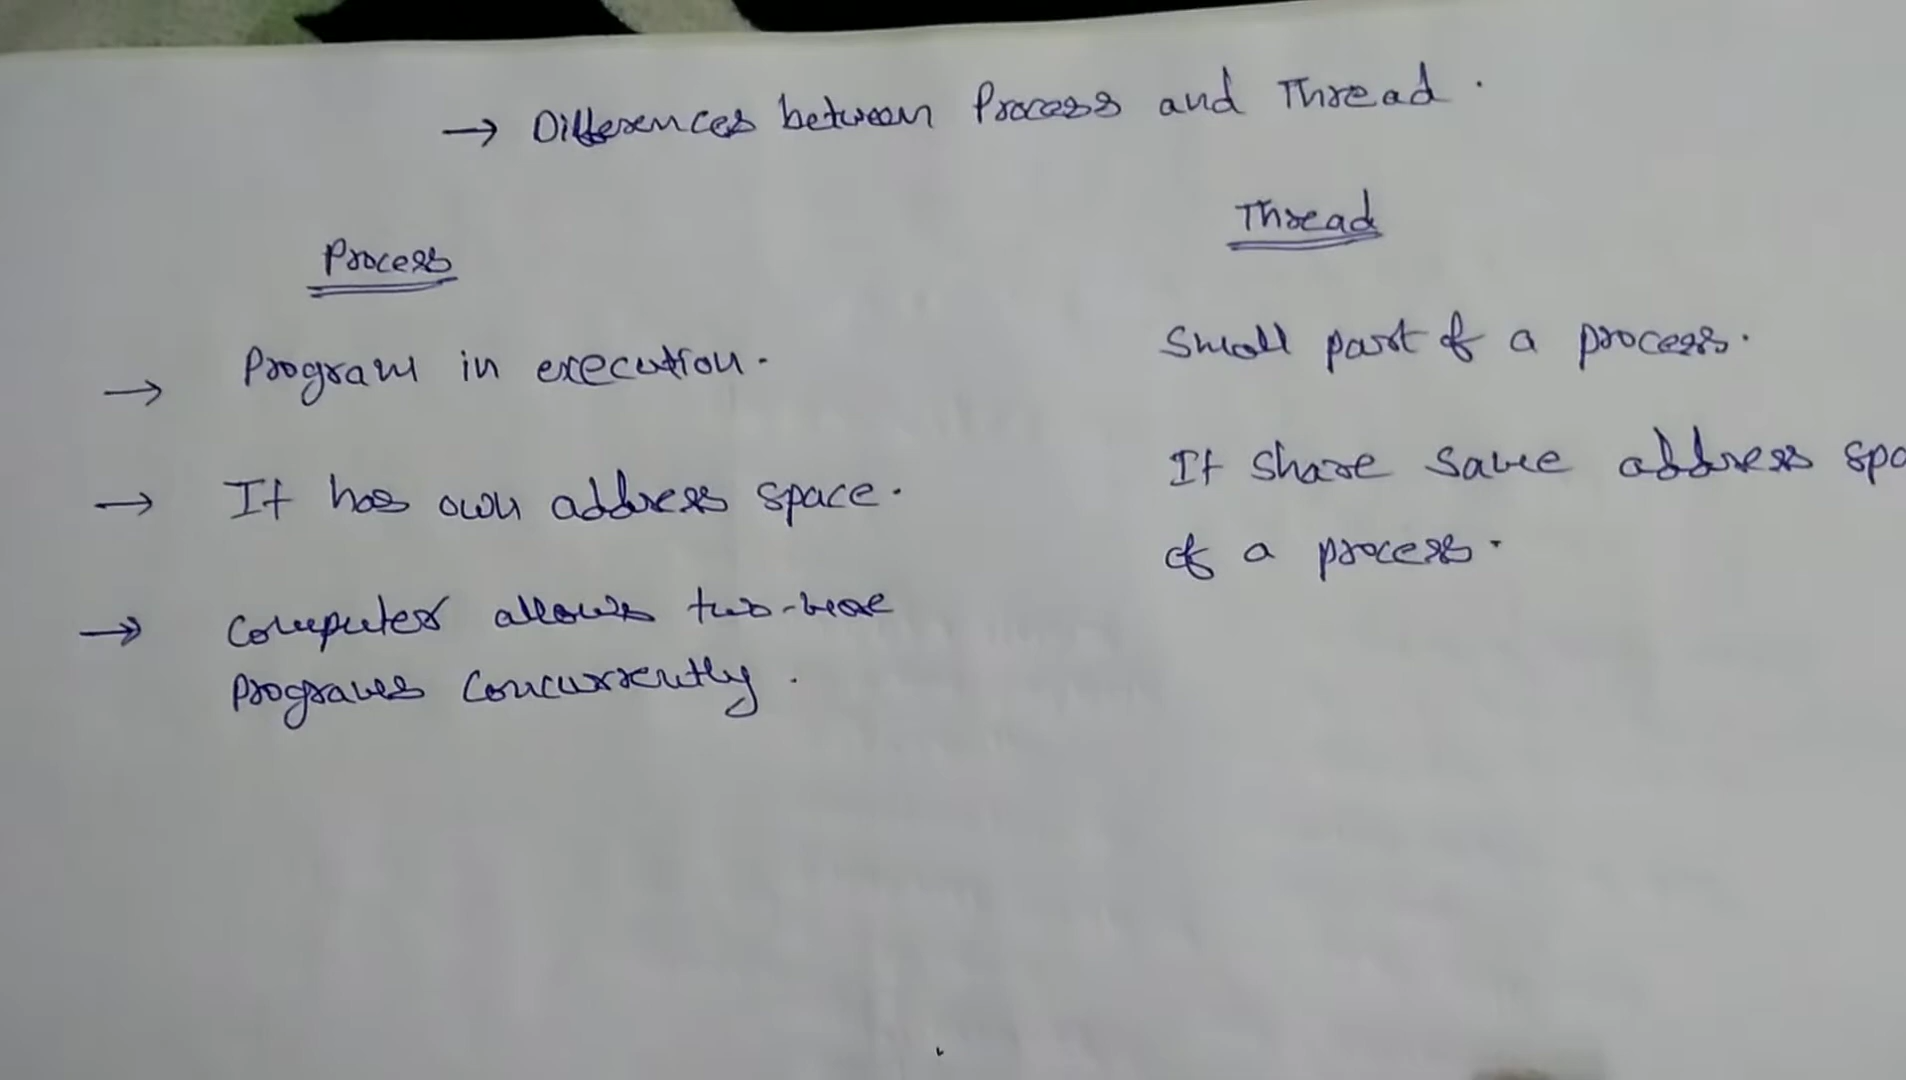 → Differences between Process and Thread.
Process
Thread
→ Program in execution.
Small part of a process.
→ It has own address space.
It share same address spa
of a process.
→ Computer allows two-more
programs concurrently.